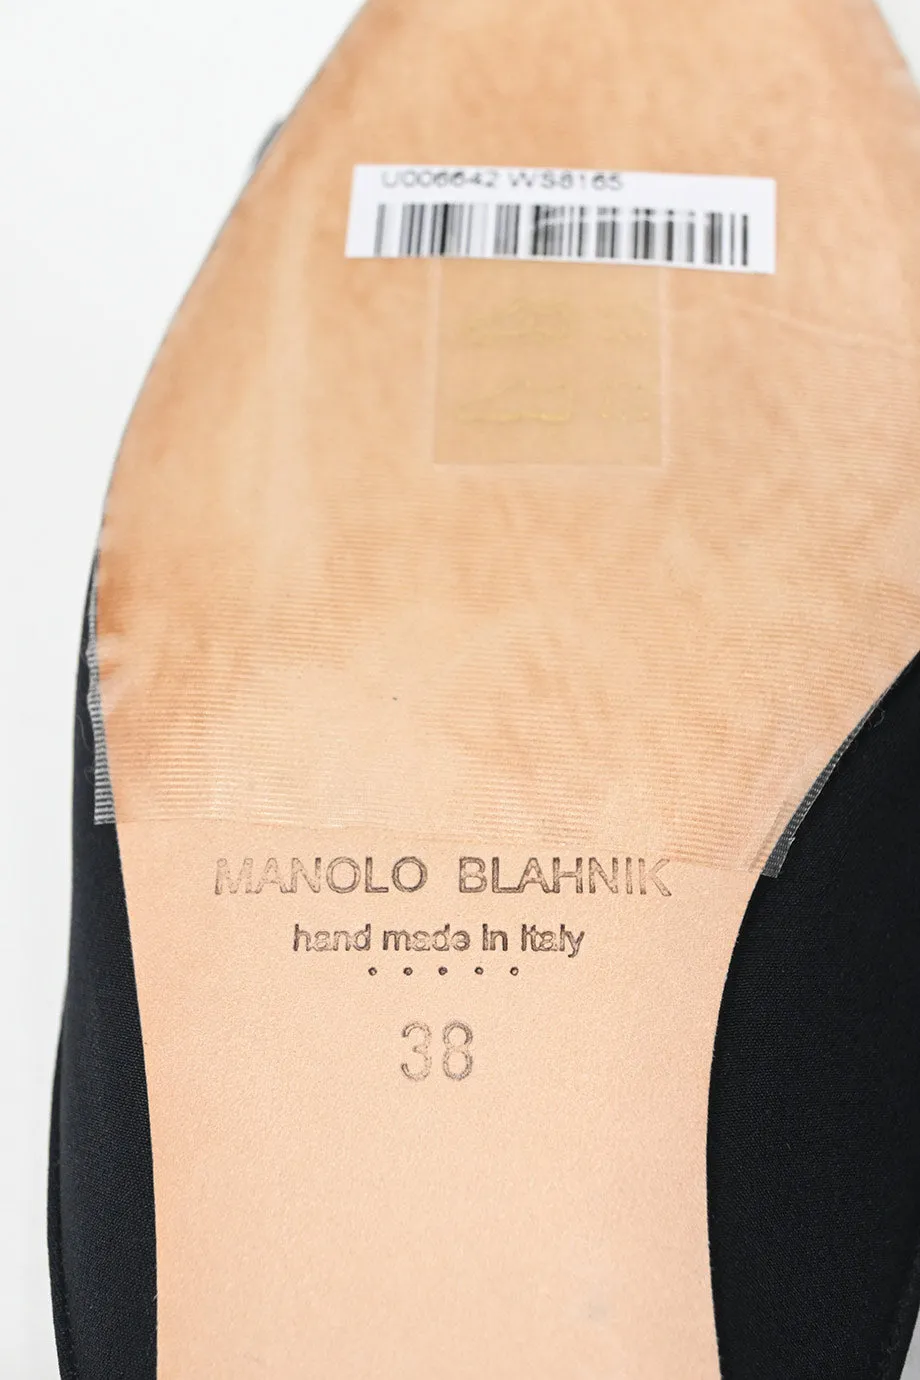 U006642 WS8165
MANOLO BLAHNIK
hand made in Italy
38